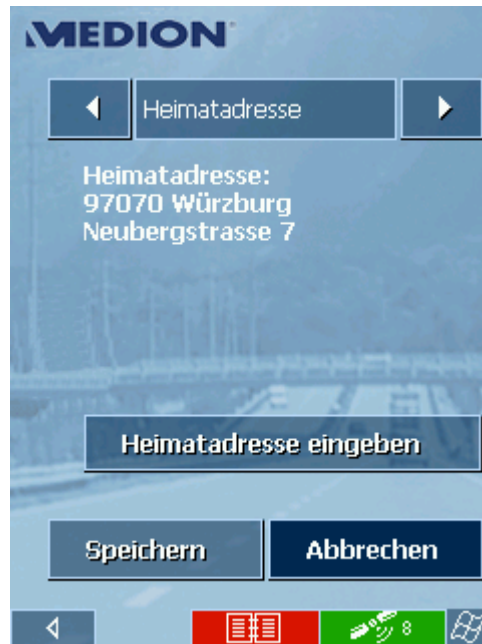 MEDION
Heimatadresse
Heimatadresse:
97070 Würzburg
Neubergstrasse 7
Heimatadresse eingeben
Speichern
Abbrechen
8